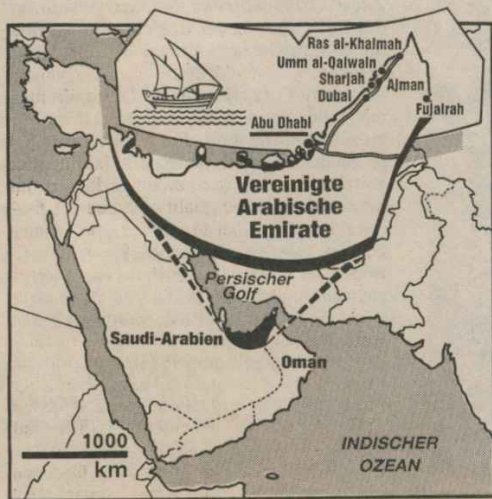 Ras al-Khaimah
Umm al-Qalwain
Sharjah
Ajman
Dubai
Fujairah
Abu Dhabi
Vereinigte
Arabische
Emirate
Persischer
Golf
Saudi-Arabien
Oman
1000
km
INDISCHER
OZEAN